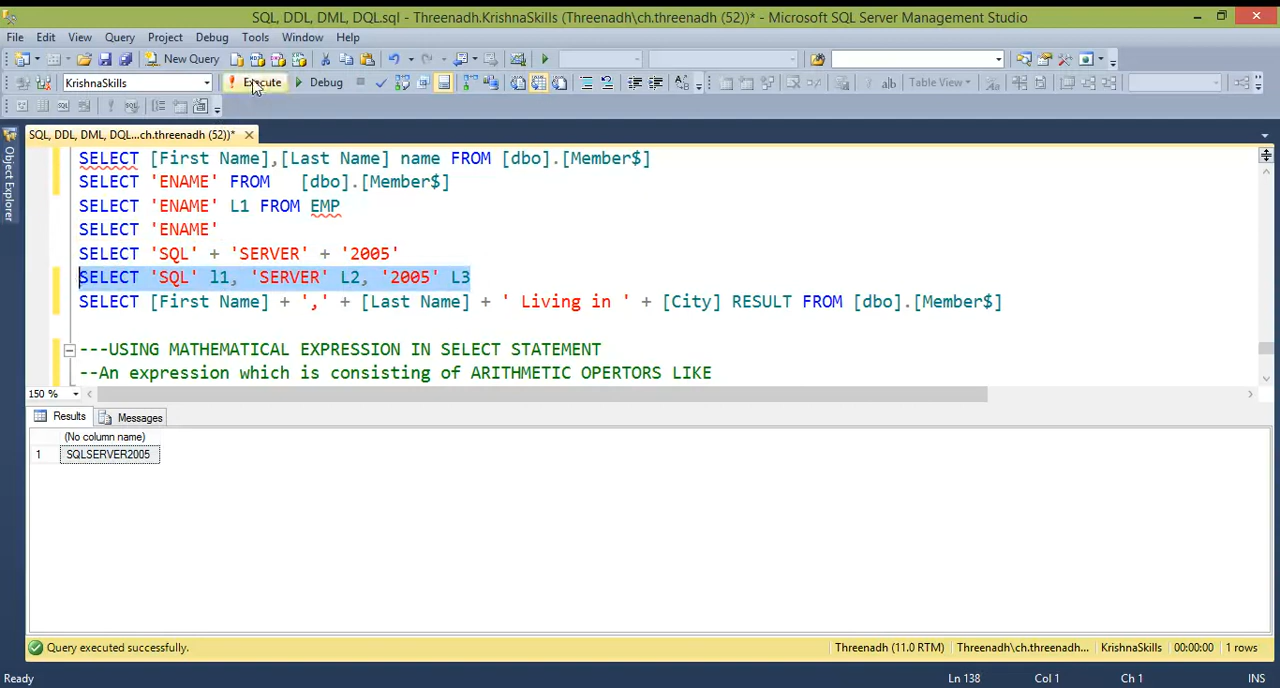 SQL, DDL, DML, DQL.sql - Threenadh.KrishnaSkills (Threenadh\ch.threenadh (52))* - Microsoft SQL Server Management Studio
File Edit View Query Project Debug Tools Window Help
New Query
KrishnaSkills Execute Debug Table View
SQL, DDL, DML, DQL...ch.threenadh (52))*
Object Explorer
SELECT [First Name],[Last Name] name FROM [dbo].[Member$]
SELECT 'ENAME' FROM [dbo].[Member$]
SELECT 'ENAME' L1 FROM EMP
SELECT 'ENAME'
SELECT 'SQL' + 'SERVER' + '2005'
SELECT 'SQL' l1, 'SERVER' L2, '2005' L3
SELECT [First Name] + ',' + [Last Name] + ' Living in ' + [City] RESULT FROM [dbo].[Member$]
---USING MATHEMATICAL EXPRESSION IN SELECT STATEMENT
--An expression which is consisting of ARITHMETIC OPERTORS LIKE
150 %
Results Messages
(No column name)
1 SQLSERVER2005
Query executed successfully. Threenadh (11.0 RTM) Threenadh\ch.threenadh... KrishnaSkills 00:00:00 1 rows
Ready Ln 138 Col 1 Ch 1 INS